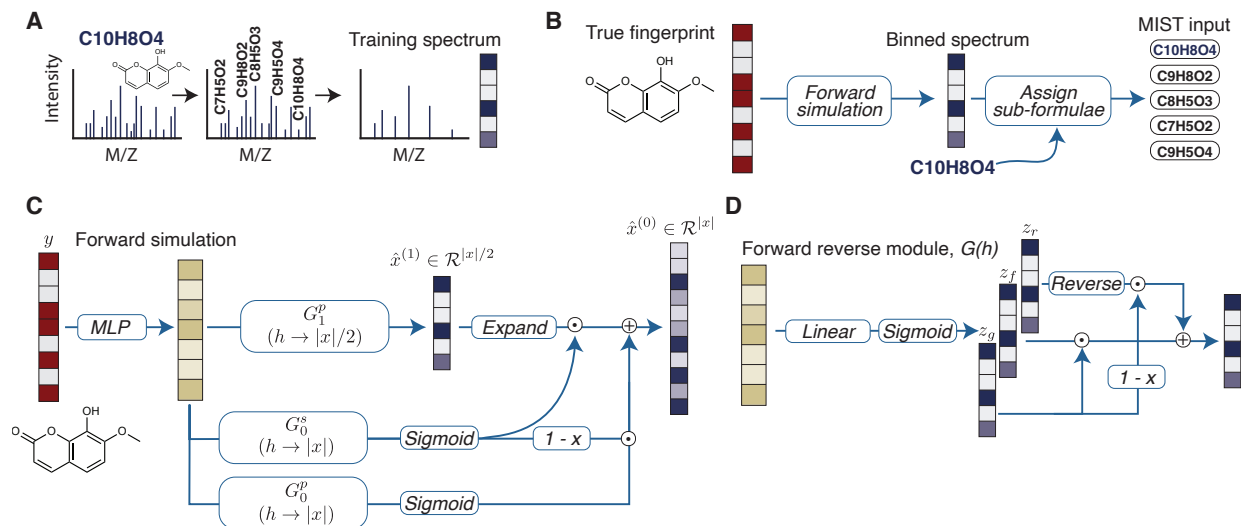 A
C10H8O4
OH
O
O
O
Intensity
M/Z
C7H5O2
C9H8O2
C8H5O3
C9H5O4
C10H8O4
M/Z
Training spectrum
M/Z
B
True fingerprint
OH
O
O
O
Forward
simulation
Binned spectrum
C10H8O4
Assign
sub-formulae
MIST input
C10H8O4
C9H8O2
C8H5O3
C7H5O2
C9H5O4
C
Forward simulation
y
MLP
OH
O
O
O
G_1^p
(h → |x|/2)
x̂^(1) ∈ R^|x|/2
Expand
⊙
⊕
x̂^(0) ∈ R^|x|
G_0^s
(h → |x|)
Sigmoid
1 - x
⊙
G_0^p
(h → |x|)
Sigmoid
D
Forward reverse module, G(h)
Linear
Sigmoid
z_g
z_f
z_r
Reverse
⊙
⊙
1 - x
⊕